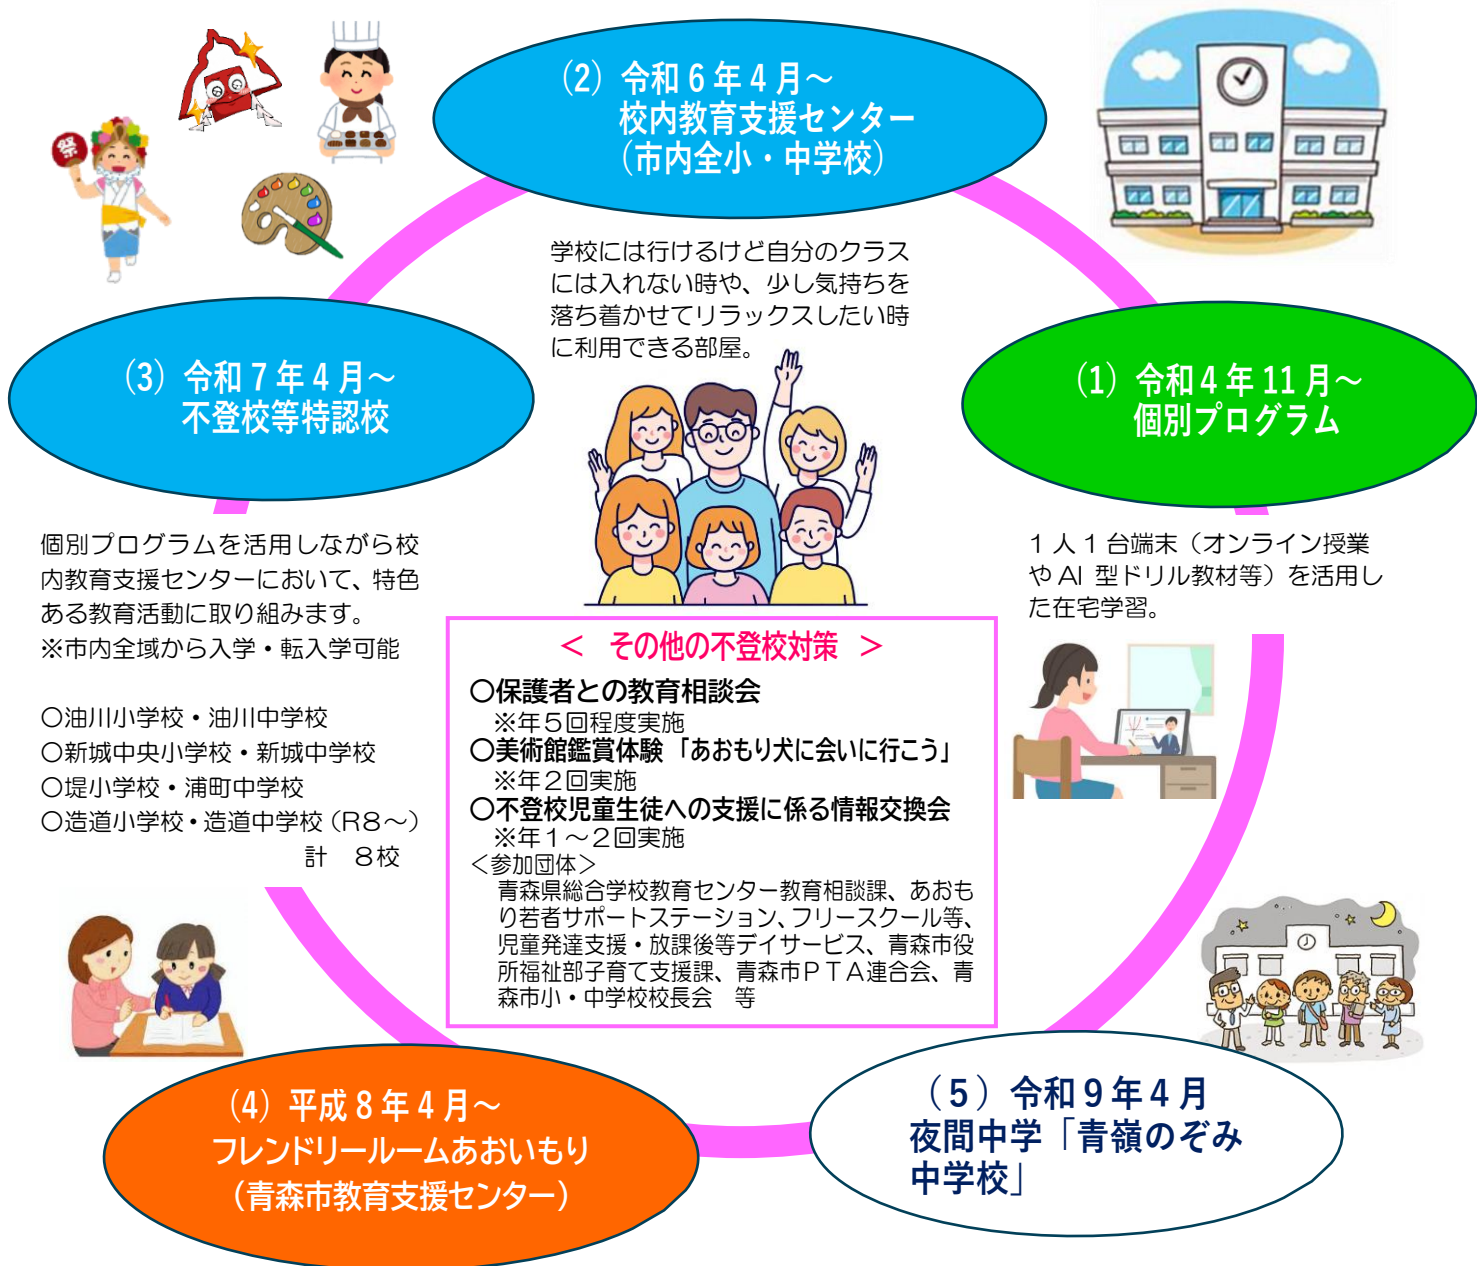 (2) 令和6年4月～
校内教育支援センター
(市内全小・中学校)
祭
学校には行けるけど自分のクラス
には入れない時や、少し気持ちを
落ち着かせてリラックスしたい時
に利用できる部屋。
(3) 令和7年4月～
不登校等特認校
(1) 令和4年11月～
個別プログラム
個別プログラムを活用しながら校
内教育支援センターにおいて、特色
ある教育活動に取り組みます。
※市内全域から入学・転入学可能
○油川小学校・油川中学校
○新城中央小学校・新城中学校
○堤小学校・浦町中学校
○造道小学校・造道中学校（R8～）
計　8校
1人1台端末（オンライン授業
やAI型ドリル教材等）を活用し
た在宅学習。
＜ その他の不登校対策 ＞
○保護者との教育相談会
※年5回程度実施
○美術館鑑賞体験「あおもり犬に会いに行こう」
※年2回実施
○不登校児童生徒への支援に係る情報交換会
※年1～2回実施
＜参加団体＞
青森県総合学校教育センター教育相談課、あおも
り若者サポートステーション、フリースクール等、
児童発達支援・放課後等デイサービス、青森市役
所福祉部子育て支援課、青森市PTA連合会、青
森市小・中学校校長会　等
(4) 平成8年4月～
フレンドリールームあおいもり
（青森市教育支援センター）
（5）令和9年4月
夜間中学「青嶺のぞみ
中学校」